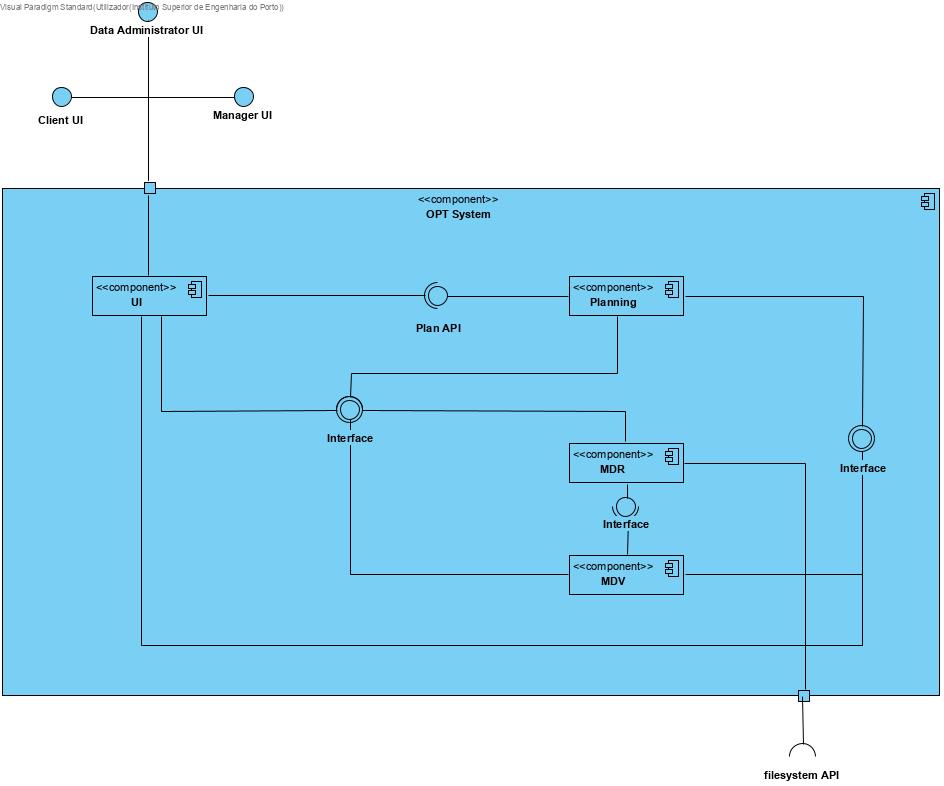 Visual Paradigm Standard(Utilizador(Instituto Superior de Engenharia do Porto))
Data Administrator UI
Client UI
Manager UI
<<component>>
OPT System
<<component>>
UI
Plan API
<<component>>
Planning
Interface
Interface
<<component>>
MDR
Interface
<<component>>
MDV
filesystem API